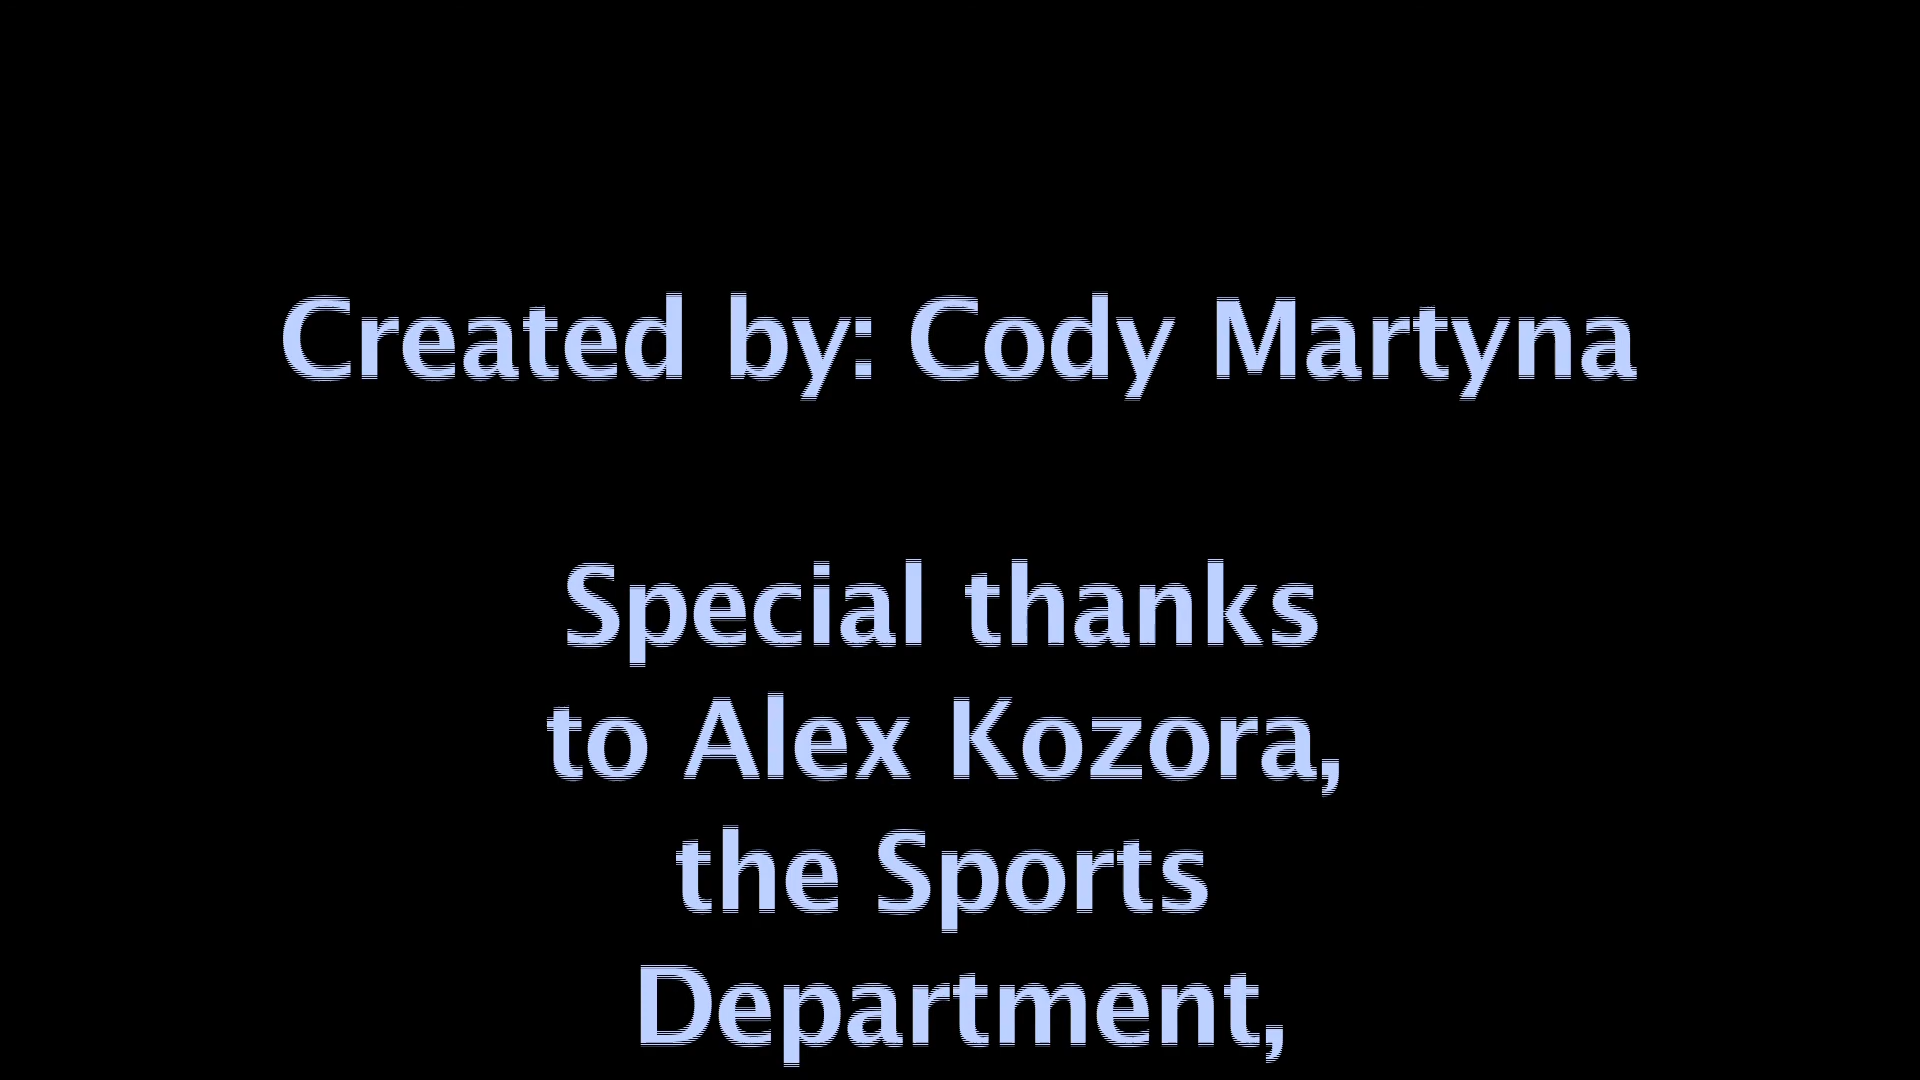 Created by: Cody Martyna
Special thanks
to Alex Kozora,
the Sports
Department,